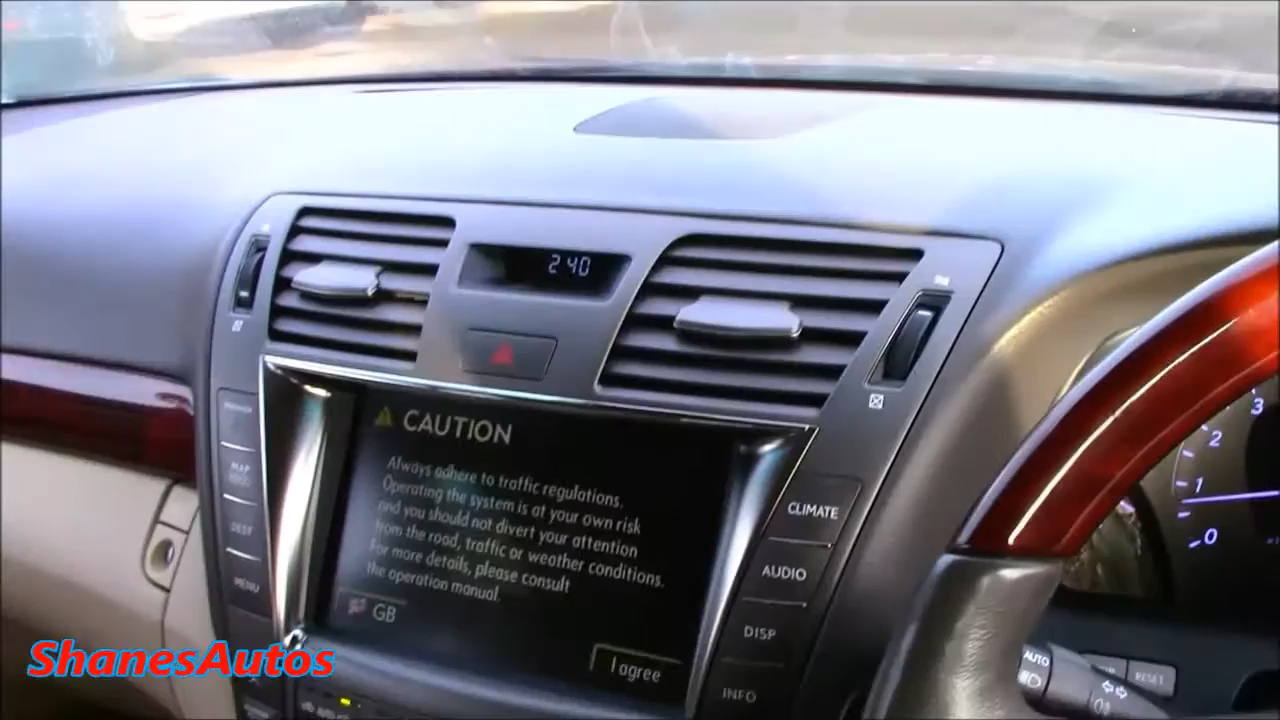 240
CAUTION
Always adhere to traffic regulations.
Operating the system is at your own risk
and you should not divert your attention
from the road, traffic or weather conditions.
For more details, please consult
the operation manual.
GB
I agree
MAP
DEST
MENU
CLIMATE
AUDIO
DISP
INFO
3
2
1
0
AUTO
RESET
ShanesAutos